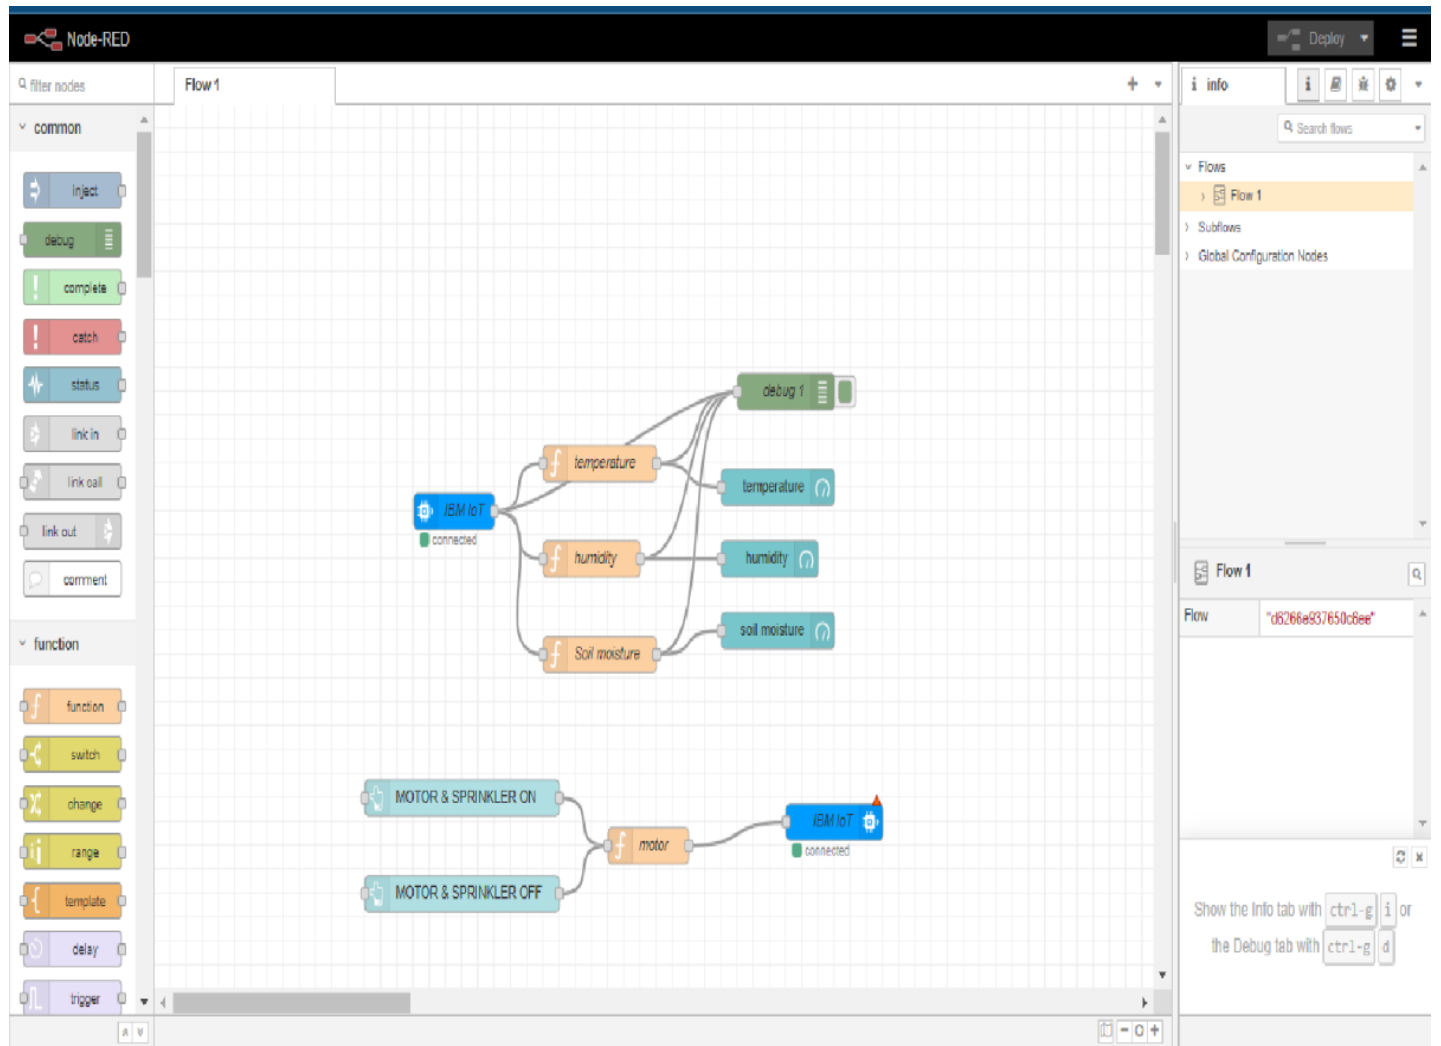 Node-RED
Deploy
filter nodes
Flow 1
i info
Search flows
common
inject
debug
complete
catch
status
link in
link call
link out
comment
function
function
switch
change
range
template
delay
trigger
debug 1
temperature
temperature
IBM IoT
connected
humidity
humidity
soil moisture
Soil moisture
MOTOR & SPRINKLER ON
motor
IBM IoT
connected
MOTOR & SPRINKLER OFF
Flows
Flow 1
Subflows
Global Configuration Nodes
Flow 1
Flow "d6266e937650c6ee"
Show the Info tab with ctrl-g i or
the Debug tab with ctrl-g d